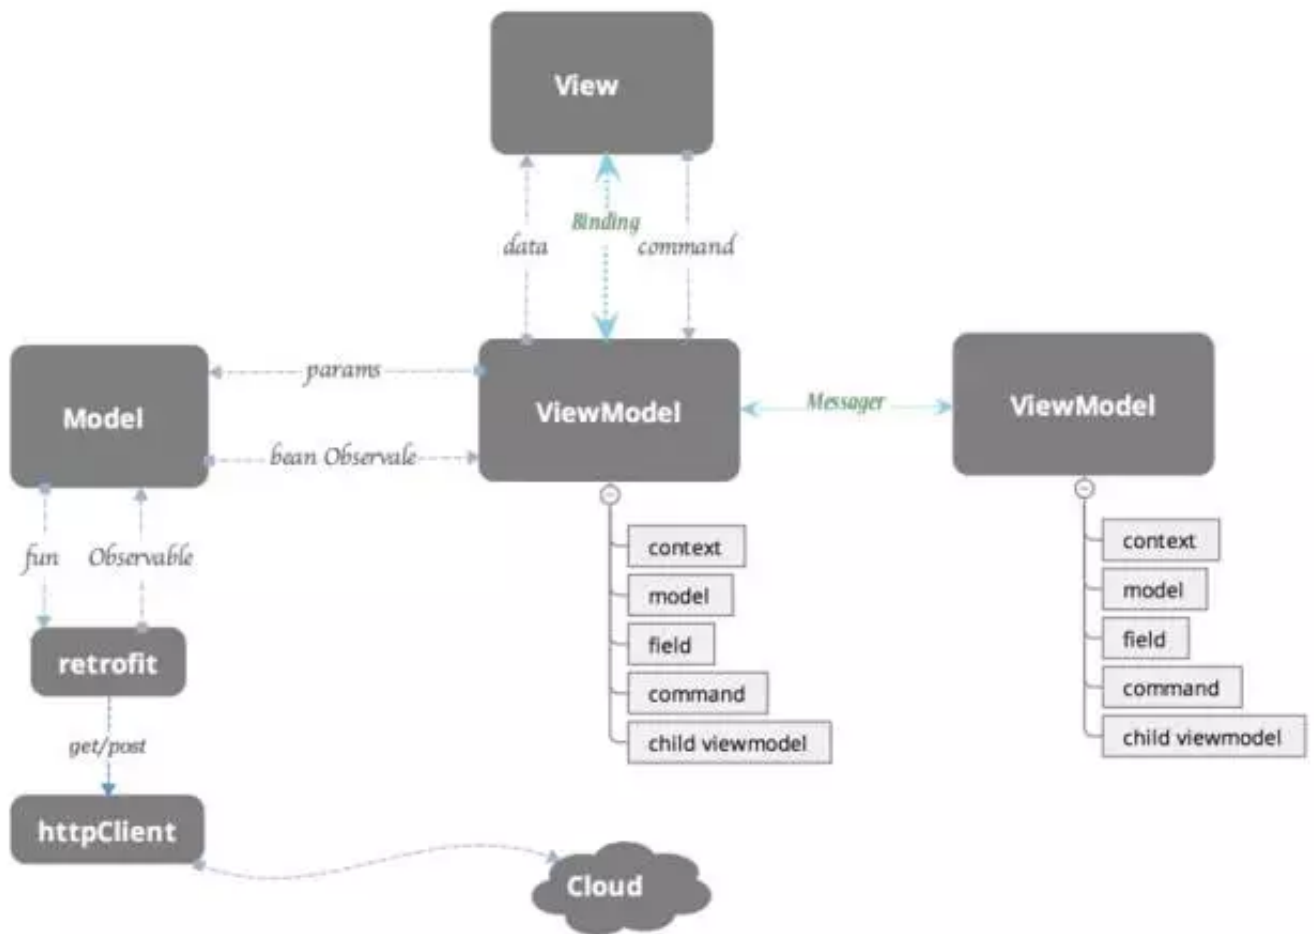 View
Binding
data
command
Model
params
bean Observale
ViewModel
Messager
ViewModel
fun
Observable
retrofit
get/post
httpClient
Cloud
context
model
field
command
child viewmodel
context
model
field
command
child viewmodel